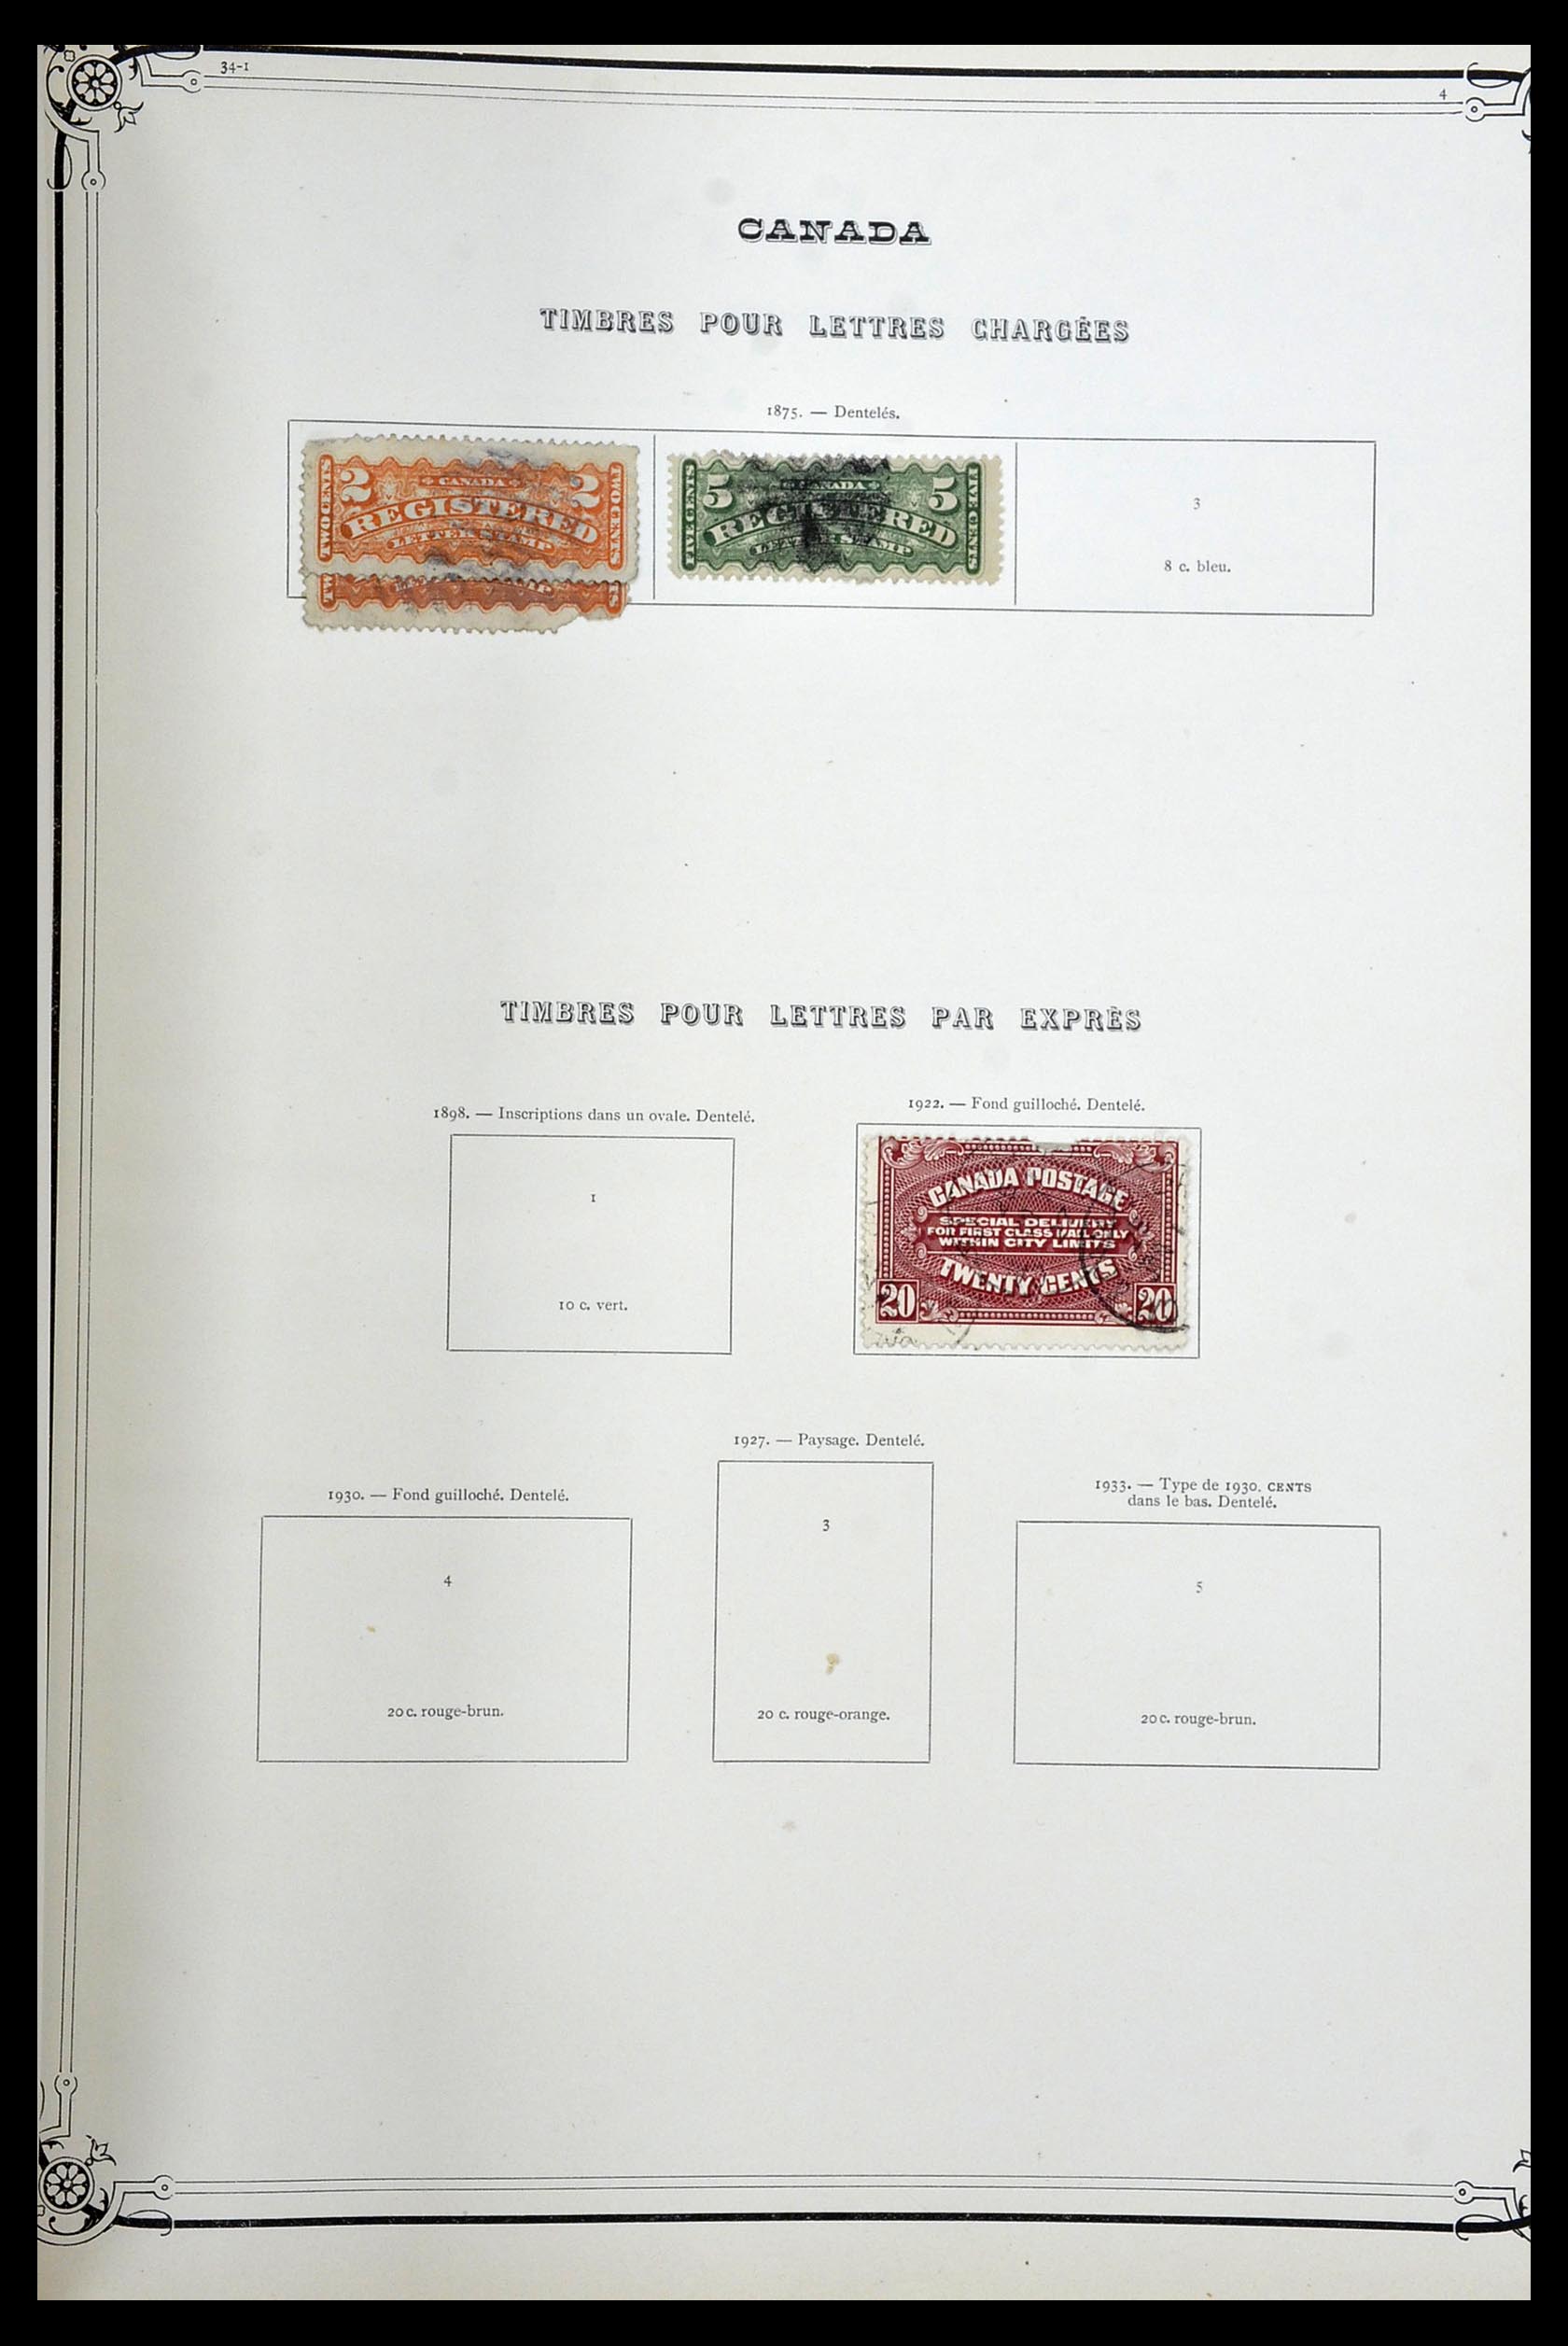 34-1
4
CANADA
TIMBRES POUR LETTRES CHARGÉES
1875. — Dentelés.
TWO CENTS
2
CANADA
2
TWO CENTS
REGISTERED
LETTER STAMP
FIVE CENTS
5
CANADA
5
FIVE CENTS
REGISTERED
LETTER STAMP
3
8 c. bleu.
TIMBRES POUR LETTRES PAR EXPRÈS
1898. — Inscriptions dans un ovale. Dentelé.
1
10 c. vert.
1922. — Fond guilloché. Dentelé.
CANADA POSTAGE
SPECIAL DELIVERY
FOR FIRST CLASS MAIL ONLY
WITHIN CITY LIMITS
TWENTY CENTS
20
20
1930. — Fond guilloché. Dentelé.
4
20 c. rouge-brun.
1927. — Paysage. Dentelé.
3
20 c. rouge-orange.
1933. — Type de 1930. CENTS
dans le bas. Dentelé.
5
20 c. rouge-brun.